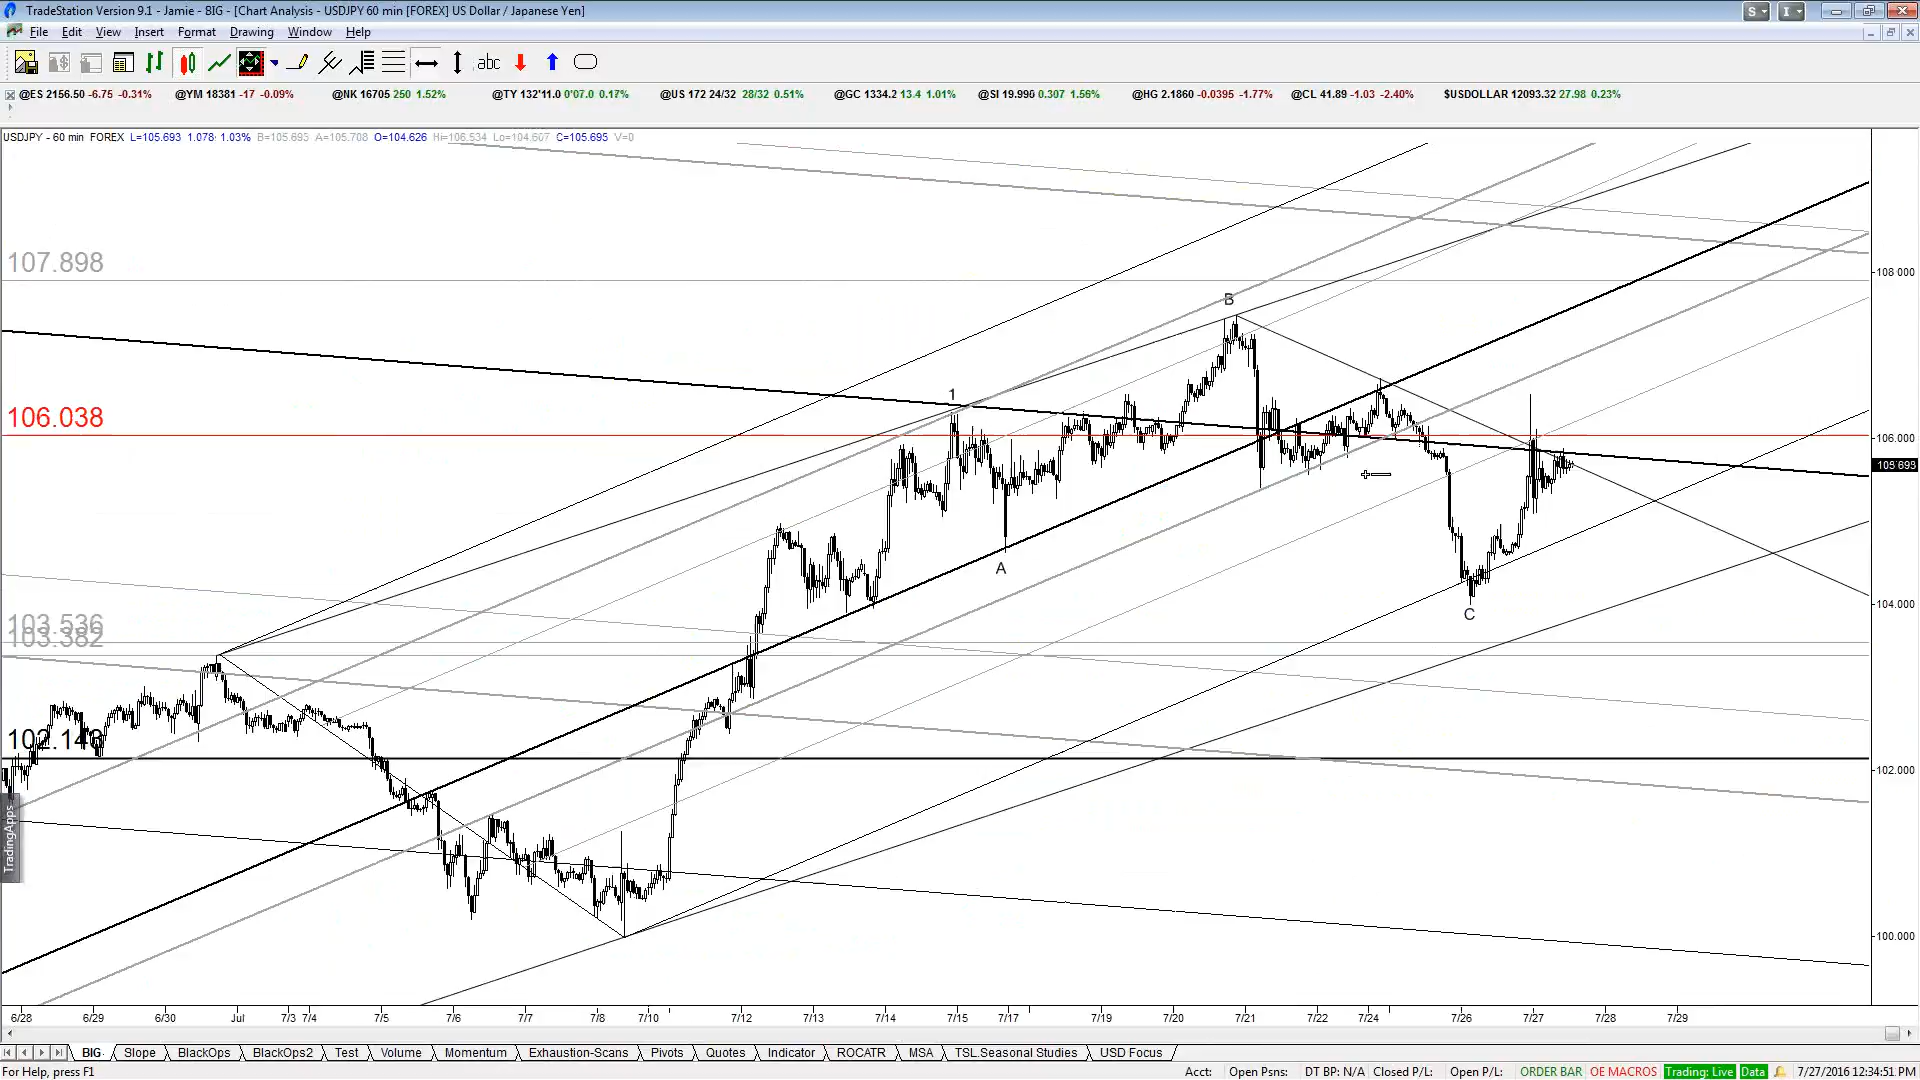 TradeStation Version 9.1 - Jamie - BIG - [Chart Analysis - USDJPY 60 min [FOREX] US Dollar / Japanese Yen]
S I
File Edit View Insert Format Drawing Window Help
abc
@ES 2156.50 -6.75 -0.31% @YM 18381 -17 -0.09% @NK 16705 250 1.52% @TY 132'11.0 0'07.0 0.17% @US 172 24/32 28/32 0.51% @GC 1334.2 13.4 1.01% @SI 19.990 0.307 1.56% @HG 2.1860 -0.0395 -1.77% @CL 41.89 -1.03 -2.40% $USDOLLAR 12093.32 27.98 0.23%
USDJPY - 60 min FOREX L=105.693 1.078 1.03% B=105.693 A=105.708 O=104.626 Hi=106.534 Lo=104.607 C=105.693 V=0
107.898
108.000
B
1
106.038
106.000
105.693
A
104.000
C
103.536
103.382
102.140
102.000
TradingApps
100.000
6/28 6/29 6/30 Jul 7/3 7/4 7/5 7/6 7/7 7/8 7/10 7/12 7/13 7/14 7/15 7/17 7/19 7/20 7/21 7/22 7/24 7/26 7/27 7/28 7/29
BIG Slope BlackOps BlackOps2 Test Volume Momentum Exhaustion-Scans Pivots Quotes Indicator ROCATR MSA TSL.Seasonal Studies USD Focus
For Help, press F1 Acct: Open Psns: DT BP: N/A Closed P/L: Open P/L: ORDER BAR OE MACROS Trading: Live Data 7/27/2016 12:34:51 PM